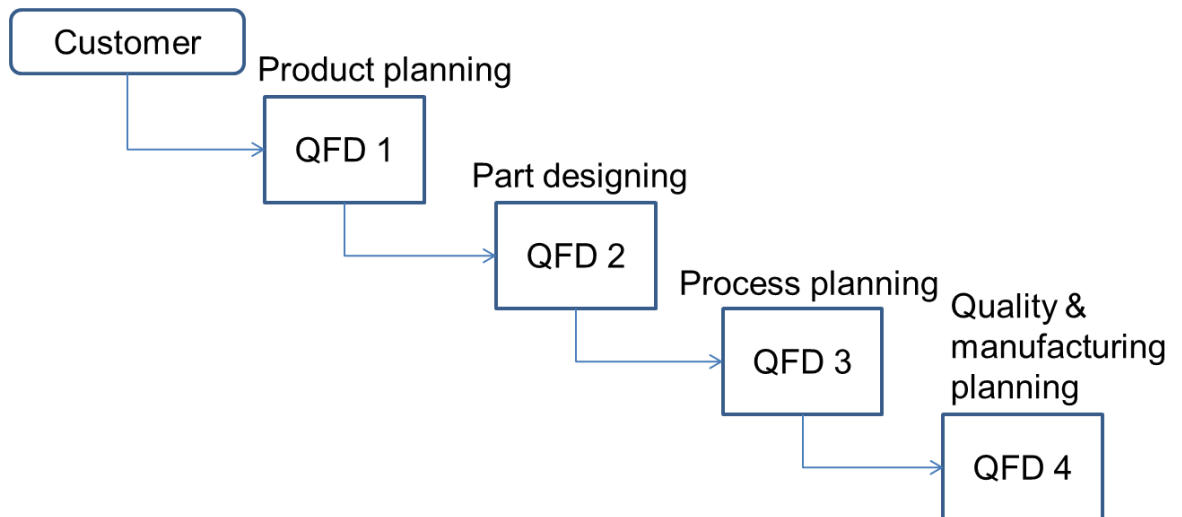 Customer
Product planning
QFD 1
Part designing
QFD 2
Process planning
QFD 3
Quality &
manufacturing
planning
QFD 4